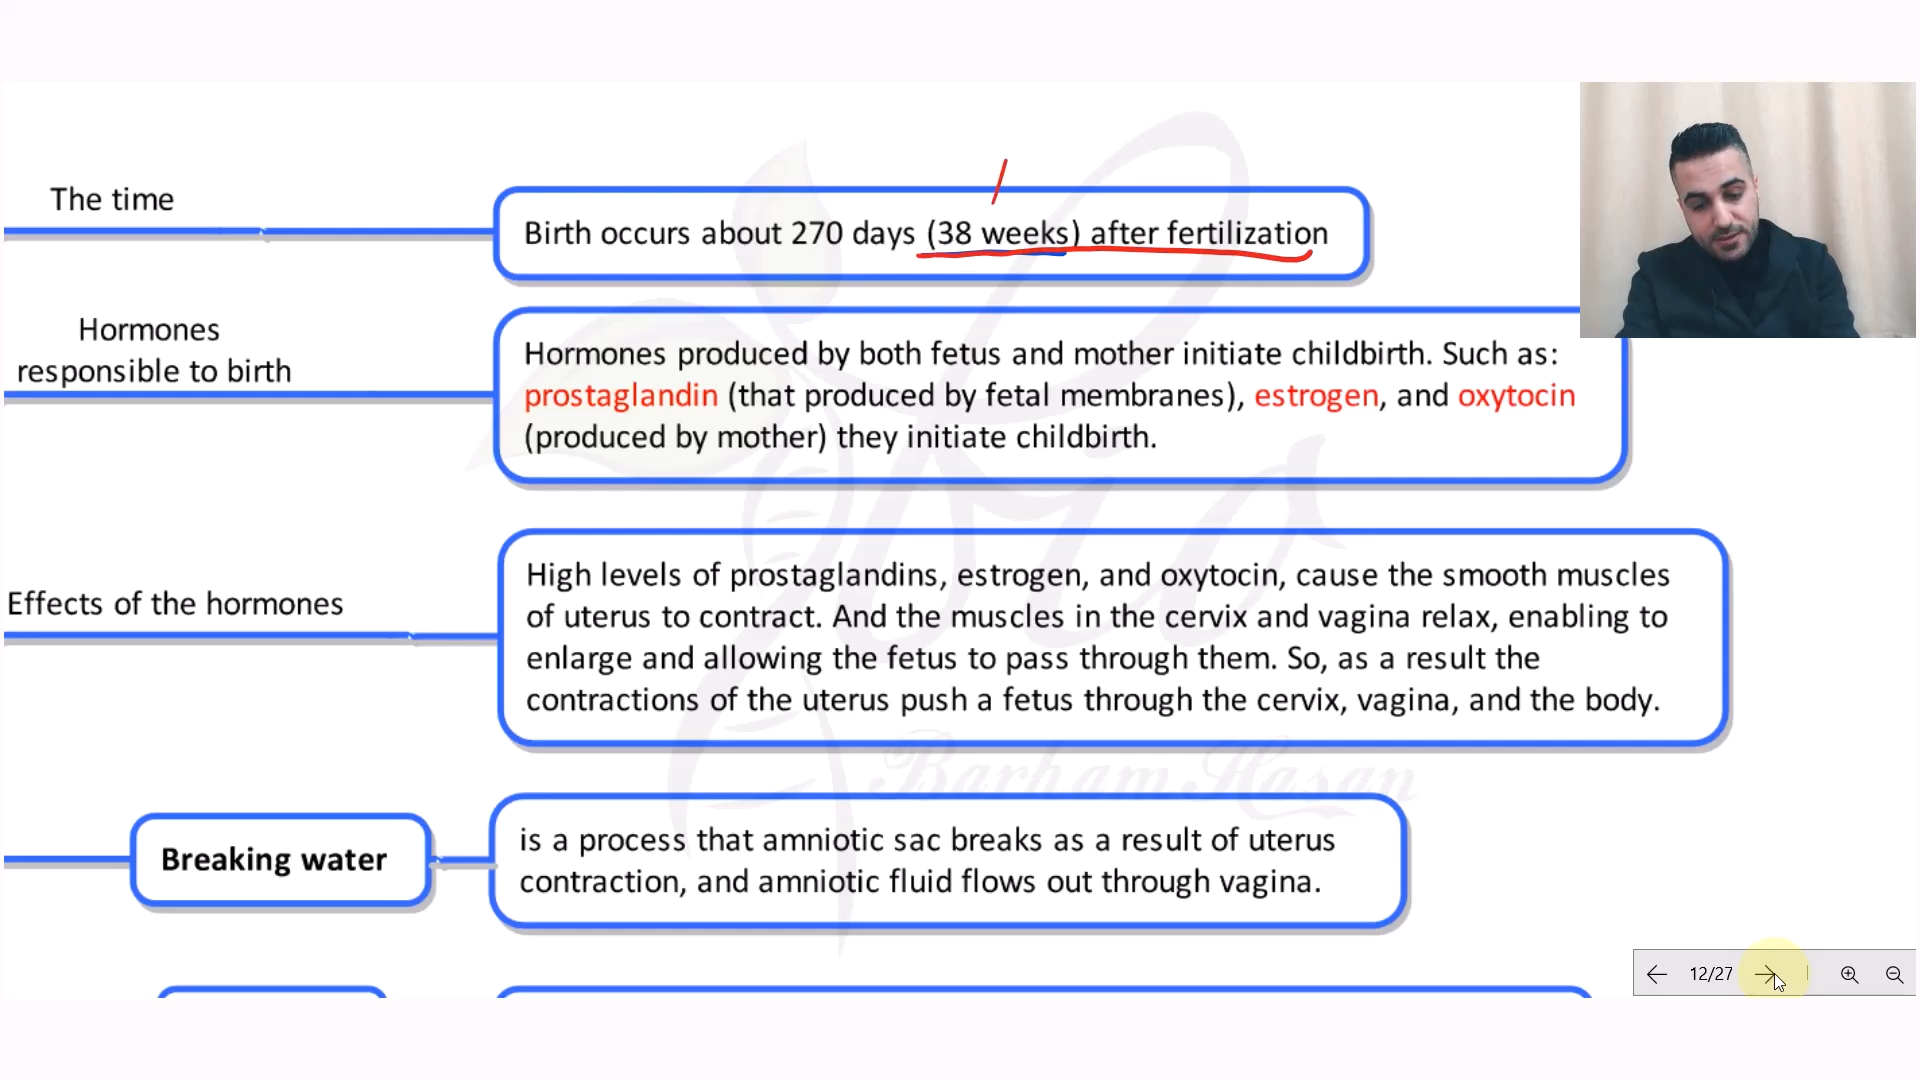 The time
Birth occurs about 270 days (38 weeks) after fertilization
Hormones
responsible to birth
Hormones produced by both fetus and mother initiate childbirth. Such as:
prostaglandin (that produced by fetal membranes), estrogen, and oxytocin
(produced by mother) they initiate childbirth.
Effects of the hormones
High levels of prostaglandins, estrogen, and oxytocin, cause the smooth muscles
of uterus to contract. And the muscles in the cervix and vagina relax, enabling to
enlarge and allowing the fetus to pass through them. So, as a result the
contractions of the uterus push a fetus through the cervix, vagina, and the body.
Bio
Barham Hasan
Breaking water
is a process that amniotic sac breaks as a result of uterus
contraction, and amniotic fluid flows out through vagina.
12/27